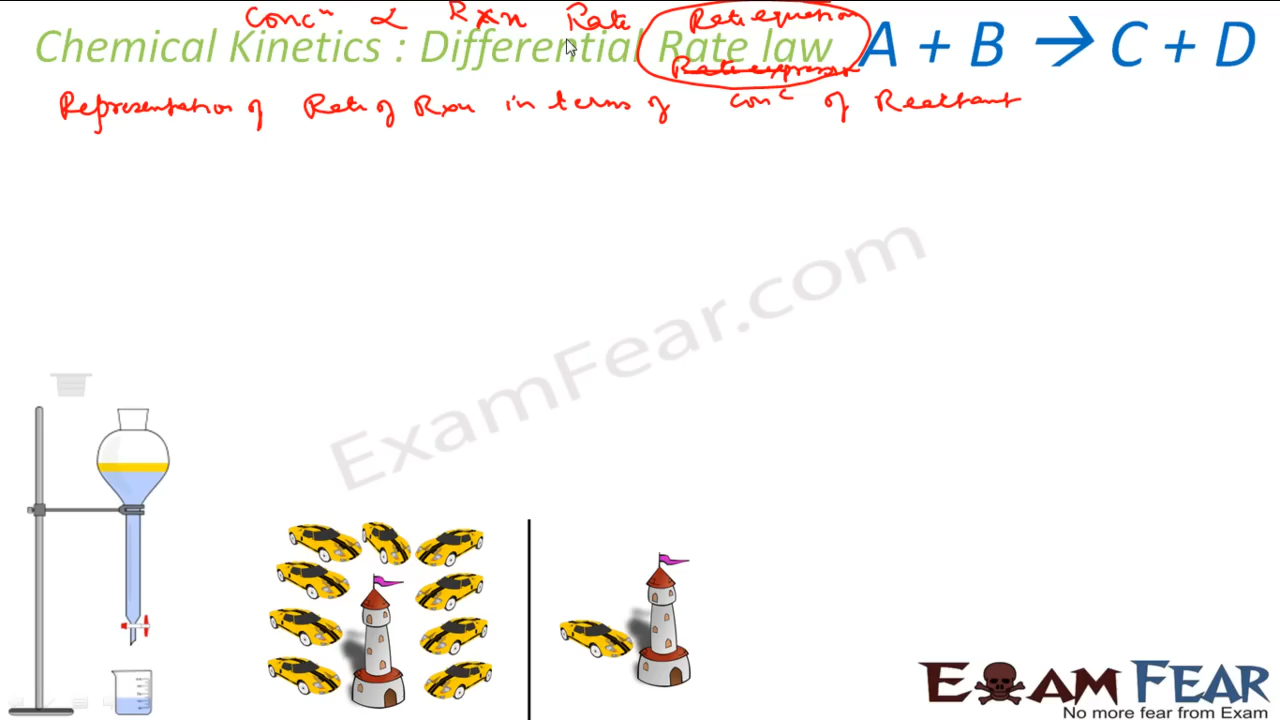 Concⁿ ∝ Rxn Rate Rate equation
Chemical Kinetics : Differential Rate law A + B → C + D
Rate expression
Representation of Rate of Rxn in terms of concⁿ of Reactant
ExamFear.com
EXAM FEAR
No more fear from Exam